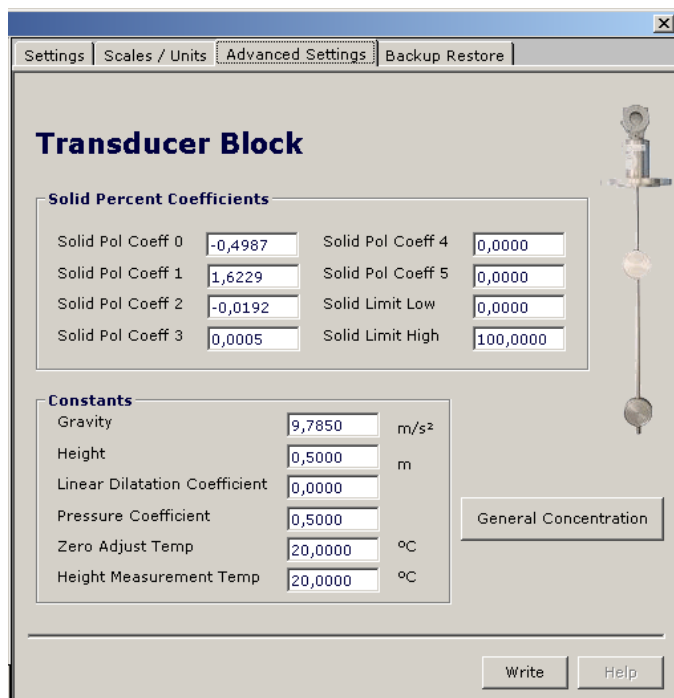 Settings Scales / Units Advanced Settings Backup Restore
Transducer Block
Solid Percent Coefficients
Solid Pol Coeff 0 -0,4987 Solid Pol Coeff 4 0,0000
Solid Pol Coeff 1 1,6229 Solid Pol Coeff 5 0,0000
Solid Pol Coeff 2 -0,0192 Solid Limit Low 0,0000
Solid Pol Coeff 3 0,0005 Solid Limit High 100,0000
Constants
Gravity 9,7850 m/s²
Height 0,5000 m
Linear Dilatation Coefficient 0,0000
Pressure Coefficient 0,5000
General Concentration
Zero Adjust Temp 20,0000 ºC
Height Measurement Temp 20,0000 ºC
Write Help